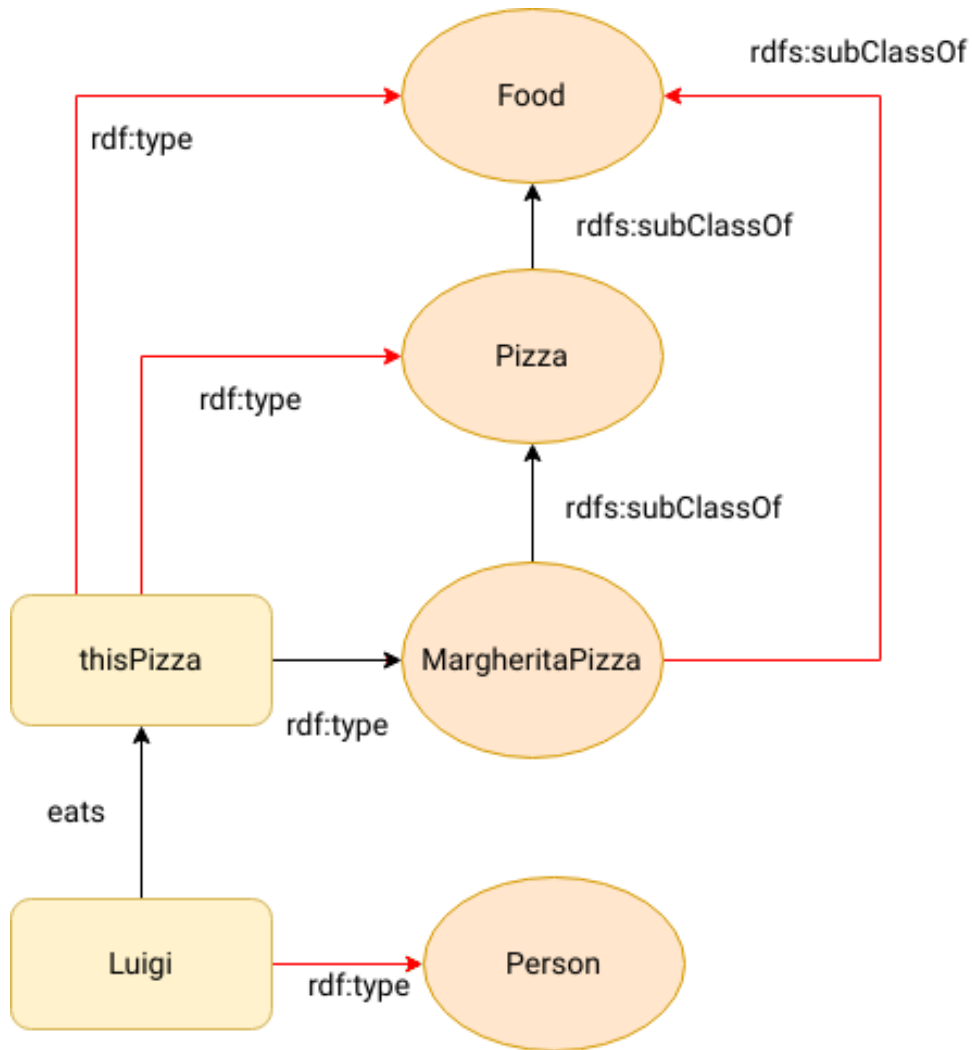 rdfs:subClassOf
Food
rdf:type
rdfs:subClassOf
Pizza
rdf:type
rdfs:subClassOf
thisPizza
MargheritaPizza
rdf:type
eats
Luigi
Person
rdf:type